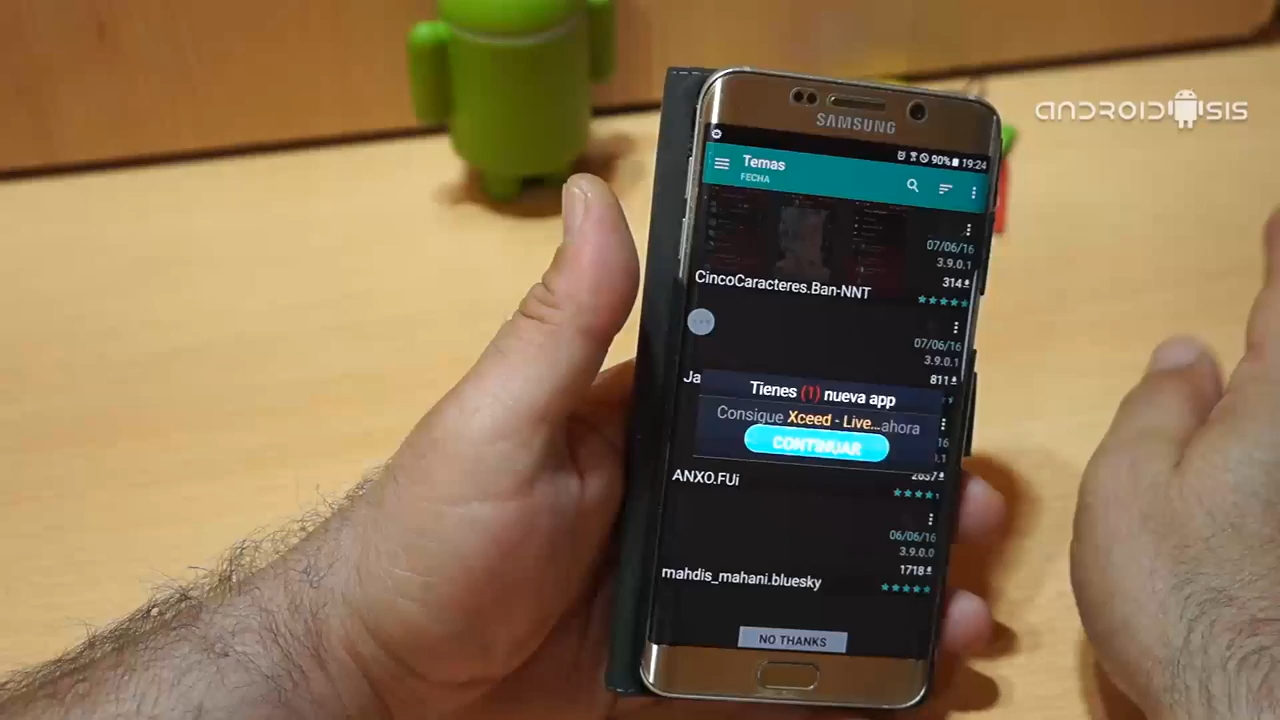 ANDROIDSIS
SAMSUNG
90% 19:24
Temas
FECHA
07/06/16
3.9.0.1
314
CincoCaracteres.Ban-NNT
07/06/16
3.9.0.1
811
Ja
Tienes (1) nueva app
Consigue Xceed - Live...ahora
CONTINUAR
2637
ANXO.FUi
06/06/16
3.9.0.0
1718
mahdis_mahani.bluesky
NO THANKS